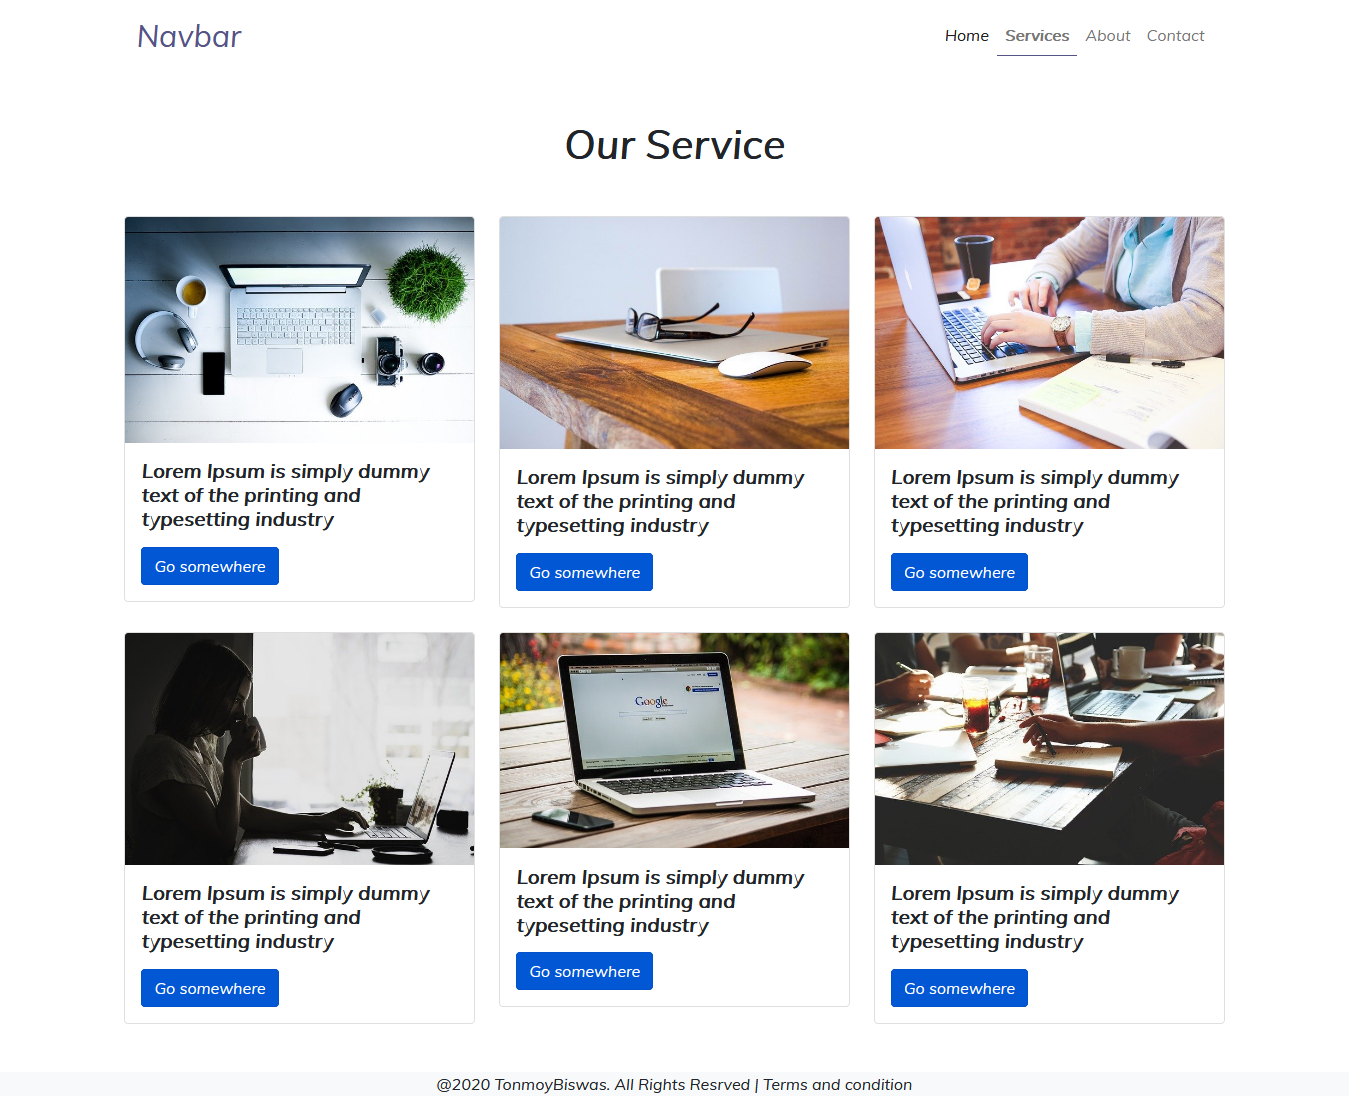 Navbar
Home Services About Contact
Our Service
Lorem Ipsum is simply dummy
text of the printing and
typesetting industry
Go somewhere
Lorem Ipsum is simply dummy
text of the printing and
typesetting industry
Go somewhere
Lorem Ipsum is simply dummy
text of the printing and
typesetting industry
Go somewhere
Lorem Ipsum is simply dummy
text of the printing and
typesetting industry
Go somewhere
Google
Lorem Ipsum is simply dummy
text of the printing and
typesetting industry
Go somewhere
Lorem Ipsum is simply dummy
text of the printing and
typesetting industry
Go somewhere
@2020 TonmoyBiswas. All Rights Resrved | Terms and condition